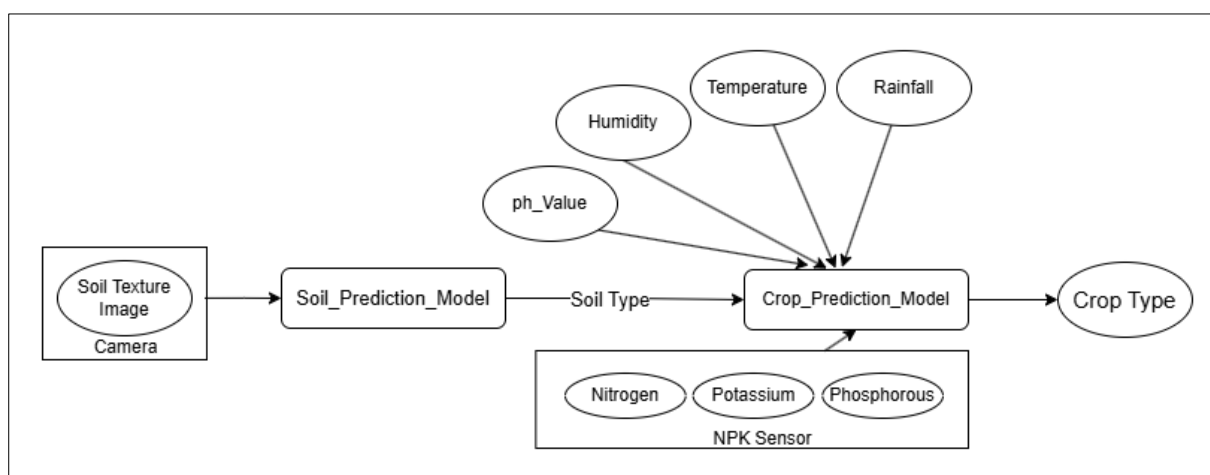 Temperature
Rainfall
Humidity
ph_Value
Soil Texture
Image
Camera
Soil_Prediction_Model
Soil Type
Crop_Prediction_Model
Crop Type
Nitrogen
Potassium
Phosphorous
NPK Sensor